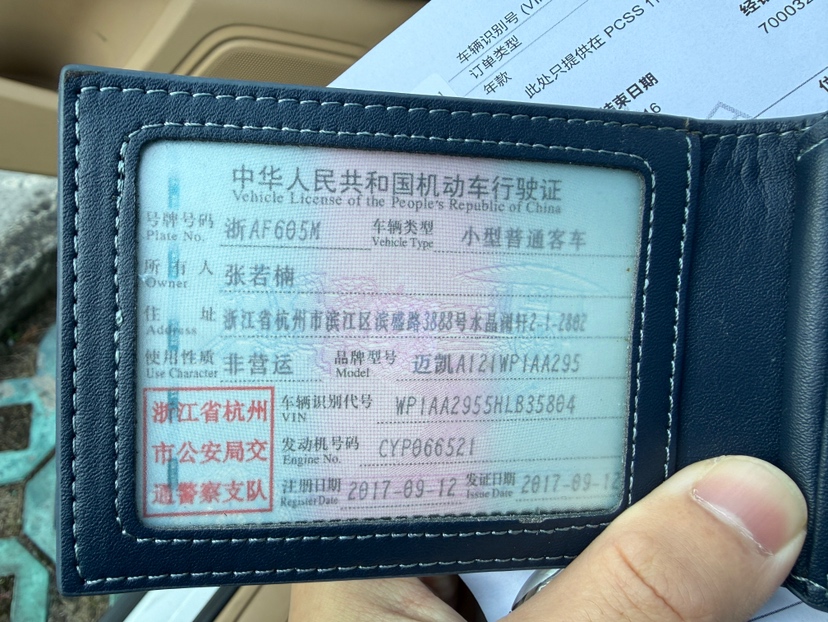 车辆识别号 (VI
订单类型
年款
此处只提供在 PCSS 1
结束日期
16
70003
中华人民共和国机动车行驶证
Vehicle License of the People's Republic of China
号牌号码 浙AF605M 车辆类型 小型普通客车
Plate No. Vehicle Type
所有人 张若楠
Owner
住址 浙江省杭州市滨江区滨盛路3888号水晶澜轩2-1-2802
Address
使用性质 非营运 品牌型号 迈凯A121WP1AA295
Use Character Model
浙江省杭州 车辆识别代号 WP1AA2955HLB35804
VIN
市公安局交 发动机号码 CYP066521
Engine No.
通警察支队 注册日期 2017-09-12 发证日期 2017-09-12
Register Date Issue Date